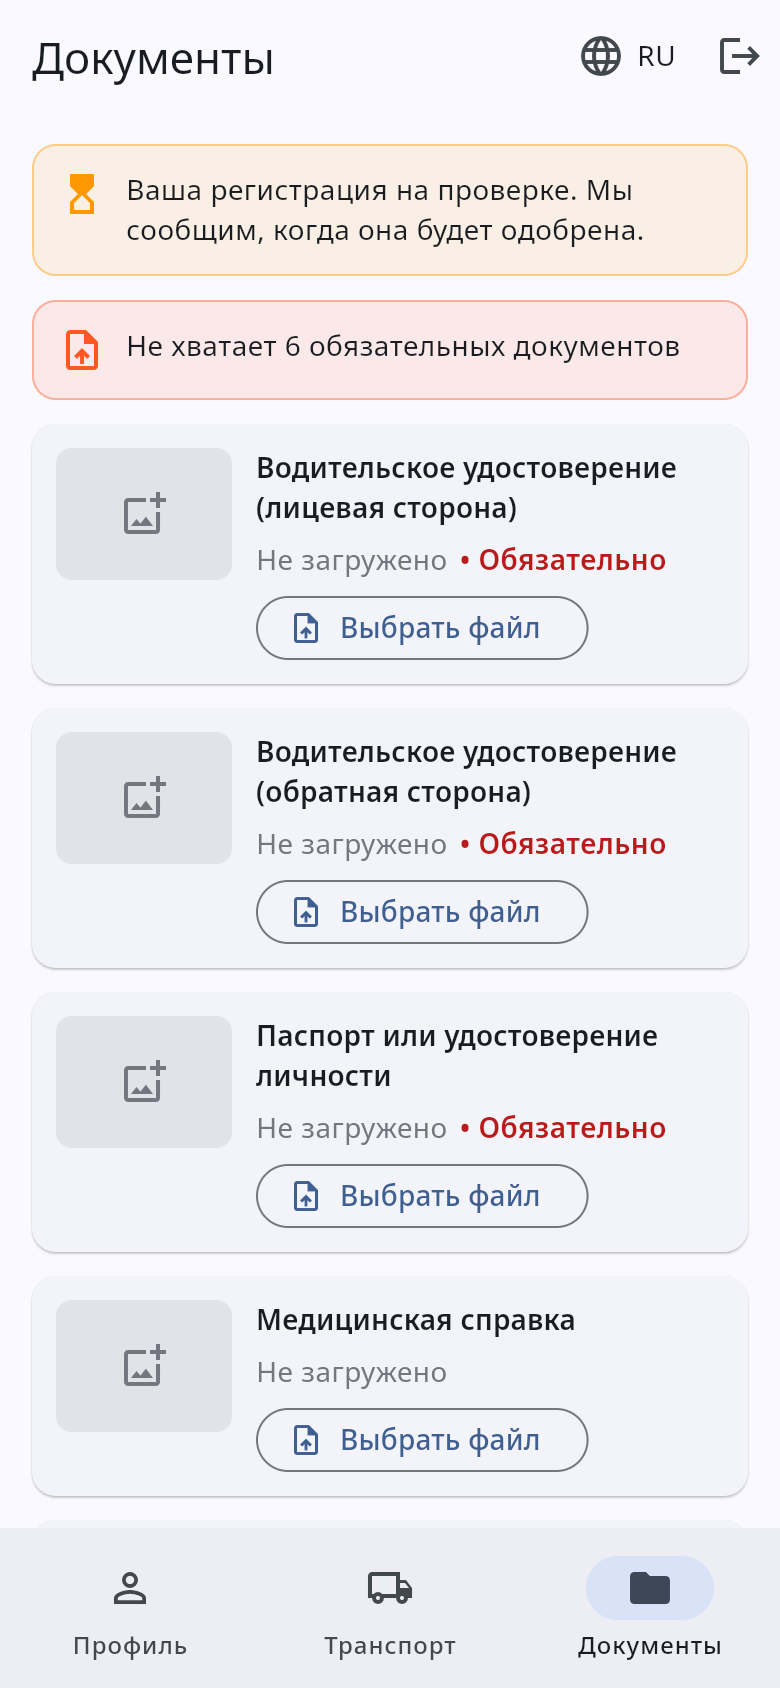 Документы
RU
Ваша регистрация на проверке. Мы
сообщим, когда она будет одобрена.
Не хватает 6 обязательных документов
Водительское удостоверение
(лицевая сторона)
Не загружено • Обязательно
Выбрать файл
Водительское удостоверение
(обратная сторона)
Не загружено • Обязательно
Выбрать файл
Паспорт или удостоверение
личности
Не загружено • Обязательно
Выбрать файл
Медицинская справка
Не загружено
Выбрать файл
Профиль
Транспорт
Документы